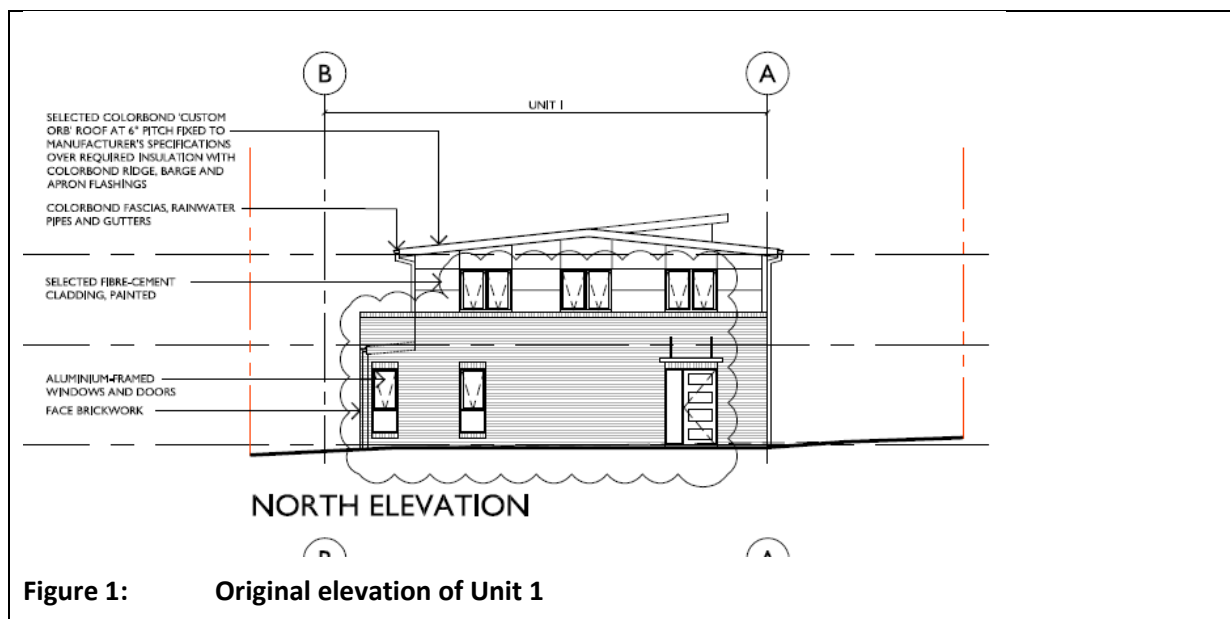 B
A
UNIT 1
SELECTED COLORBOND 'CUSTOM
ORB' ROOF AT 6° PITCH FIXED TO
MANUFACTURER'S SPECIFICATIONS
OVER REQUIRED INSULATION WITH
COLORBOND RIDGE, BARGE AND
APRON FLASHINGS
COLORBOND FASCIAS, RAINWATER
PIPES AND GUTTERS
SELECTED FIBRE-CEMENT
CLADDING, PAINTED
ALUMINIUM-FRAMED
WINDOWS AND DOORS
FACE BRICKWORK
NORTH ELEVATION
Figure 1: Original elevation of Unit 1